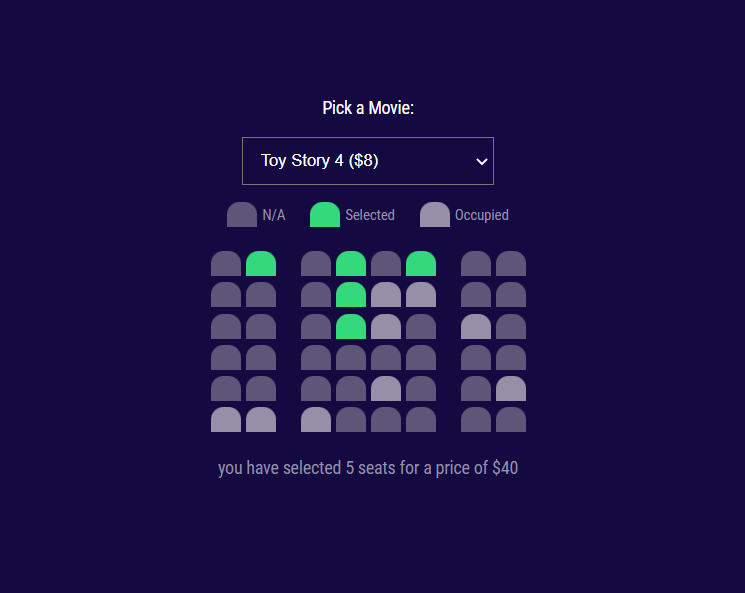 Pick a Movie:
Toy Story 4 ($8)
N/A Selected Occupied
you have selected 5 seats for a price of $40